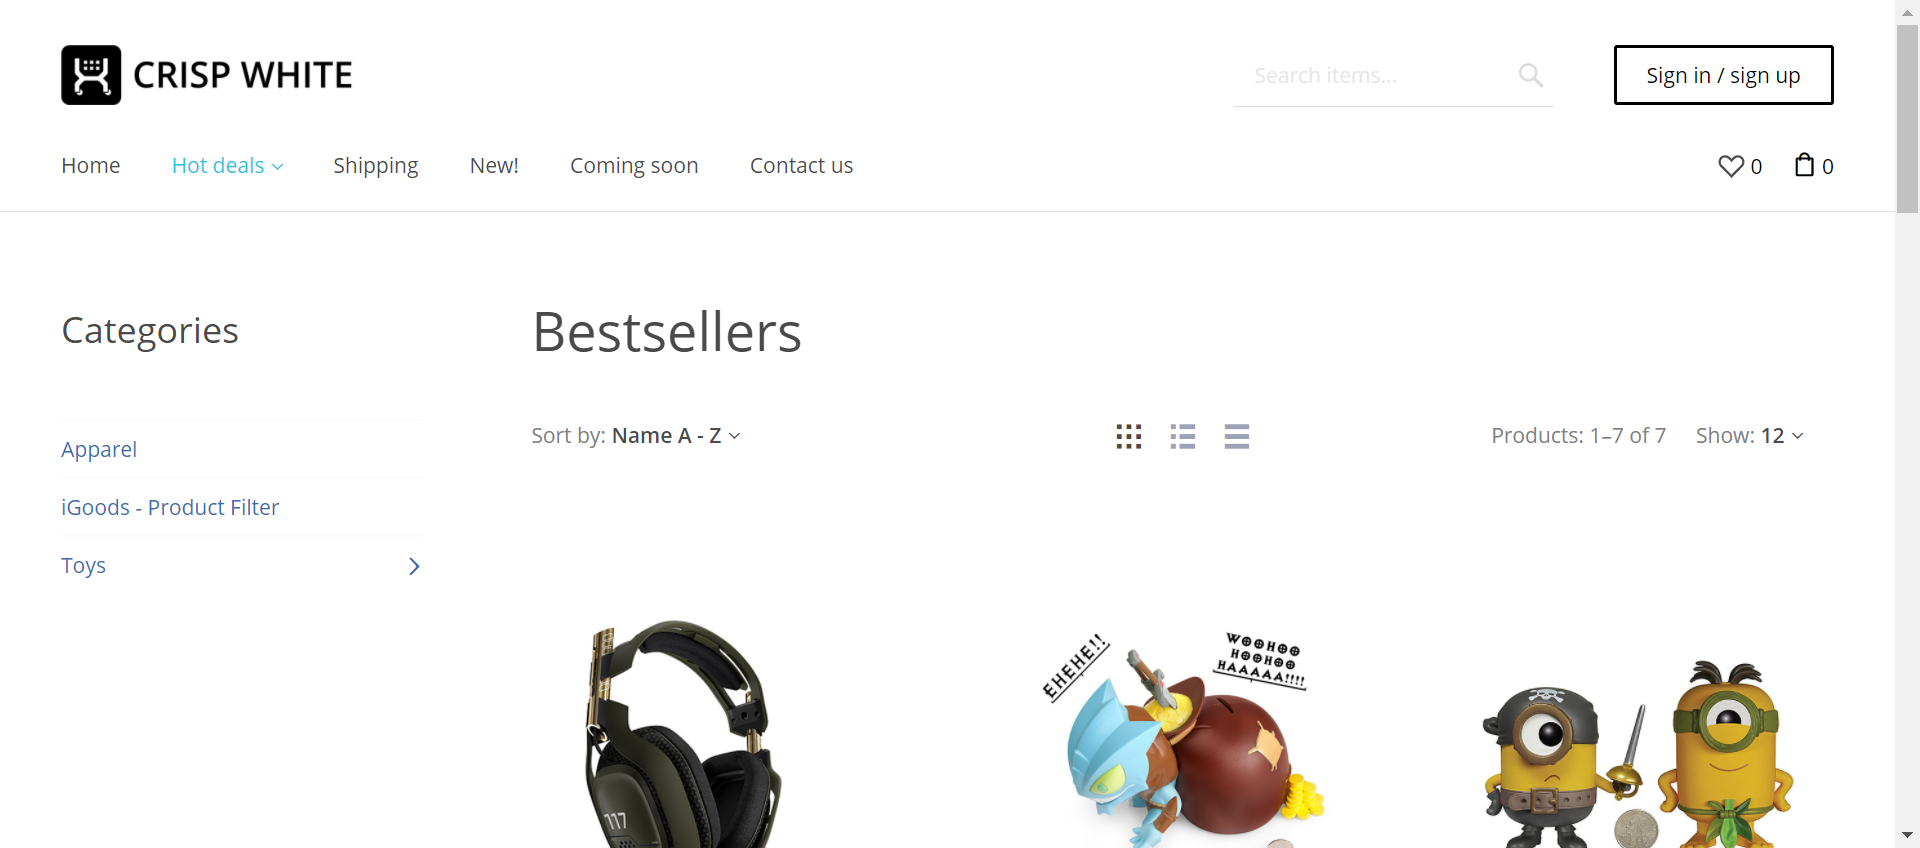 CRISP WHITE
Search items...
Sign in / sign up
Home
Hot deals
Shipping
New!
Coming soon
Contact us
0
0
Categories
Bestsellers
Sort by: Name A - Z
Products: 1–7 of 7
Show: 12
Apparel
iGoods - Product Filter
Toys
EHEHE!!
WOOHOO
HOOHOO
HAAAAA!!!!
117